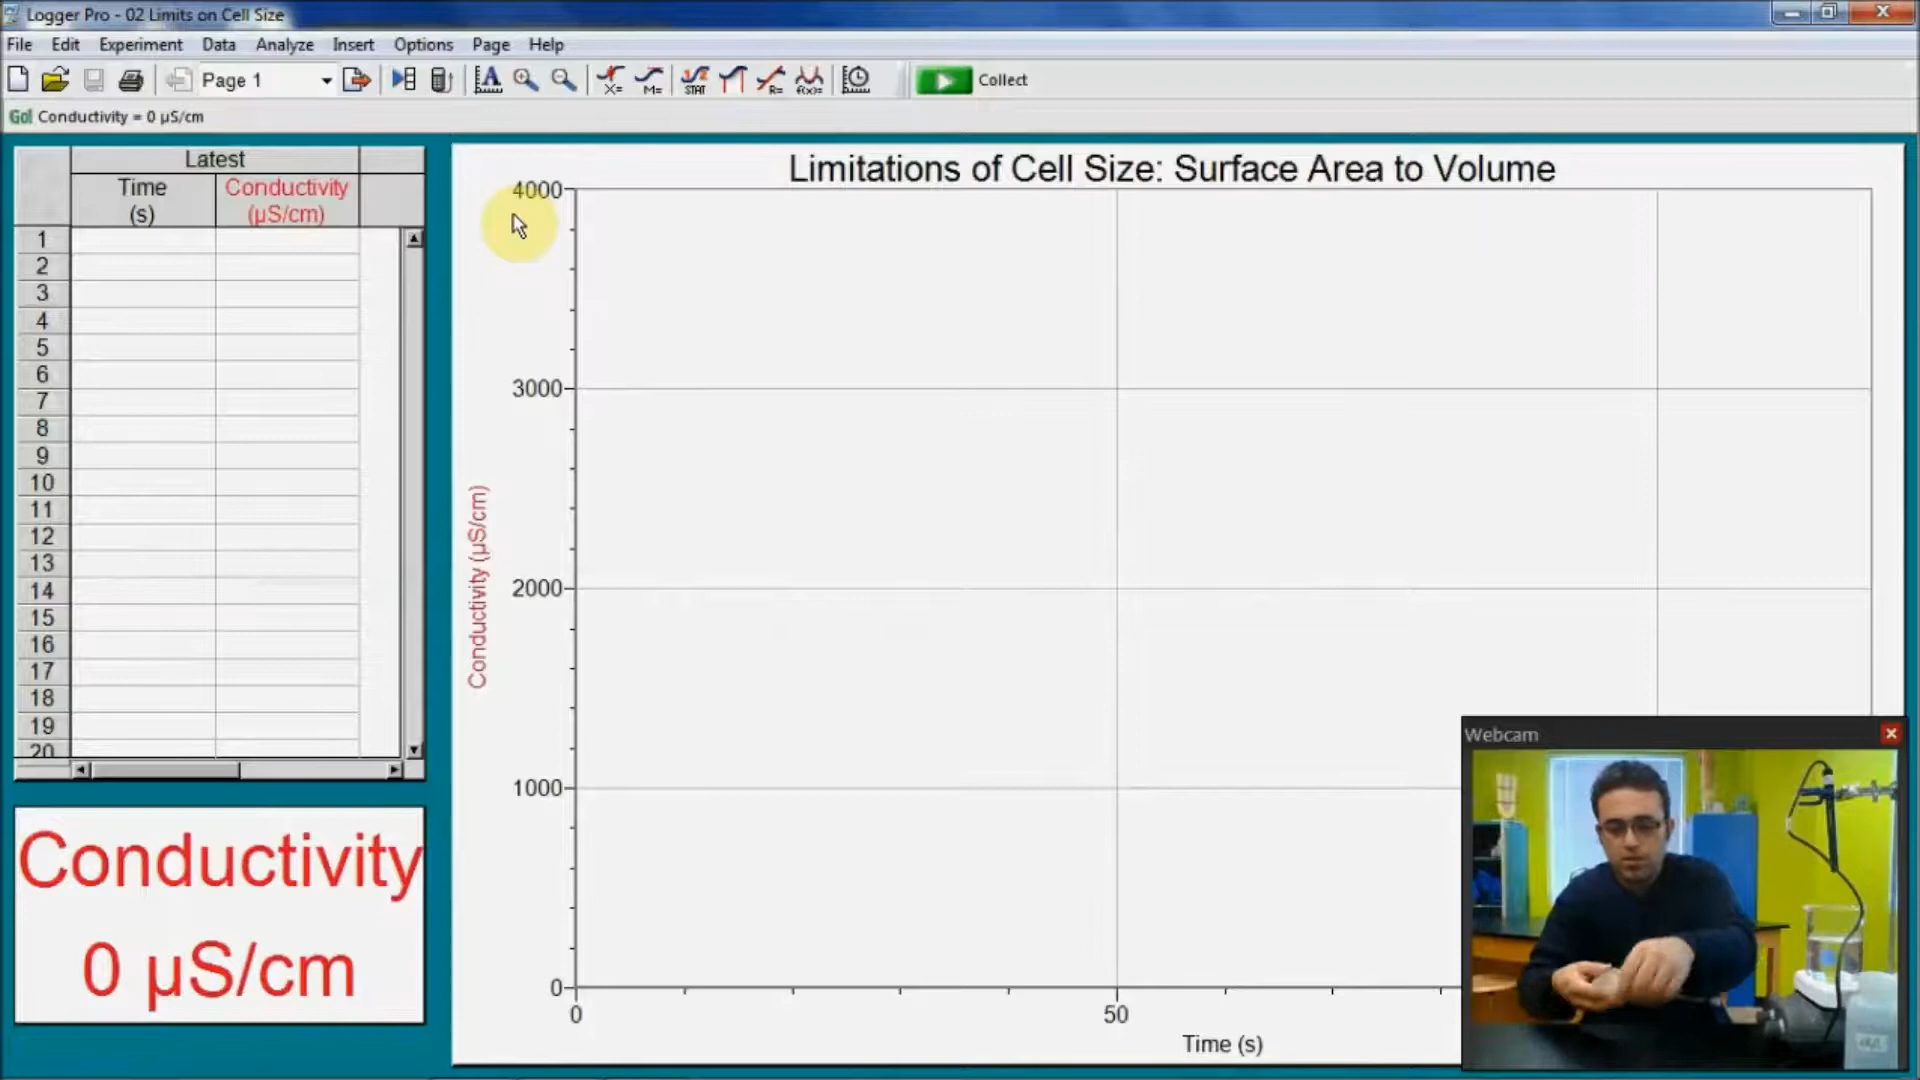 Logger Pro - 02 Limits on Cell Size
File Edit Experiment Data Analyze Insert Options Page Help
Page 1
X= M= STAT R= f(x)=
Collect
Go! Conductivity = 0 µS/cm
Latest
Time
(s)
Conductivity
(µS/cm)
1
2
3
4
5
6
7
8
9
10
11
12
13
14
15
16
17
18
19
20
Conductivity
0 µS/cm
Limitations of Cell Size: Surface Area to Volume
4000
3000
2000
1000
0
Conductivity (µS/cm)
0
50
Time (s)
Webcam